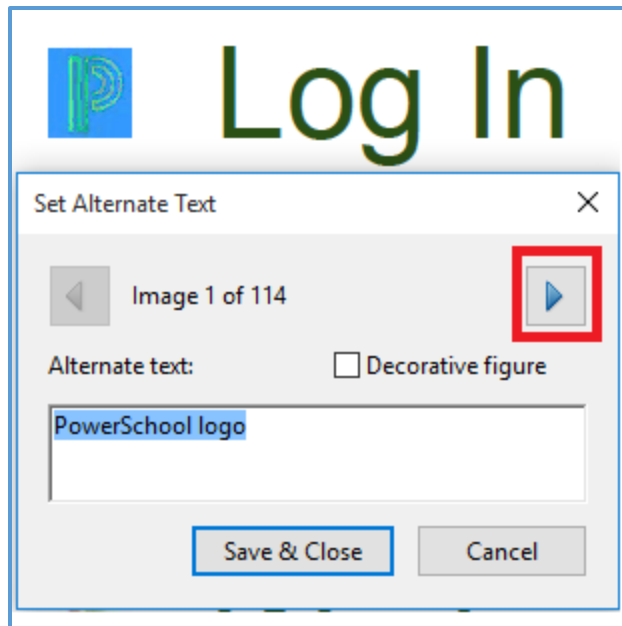 Log In
Set Alternate Text
Image 1 of 114
Alternate text:
Decorative figure
PowerSchool logo
Save & Close
Cancel